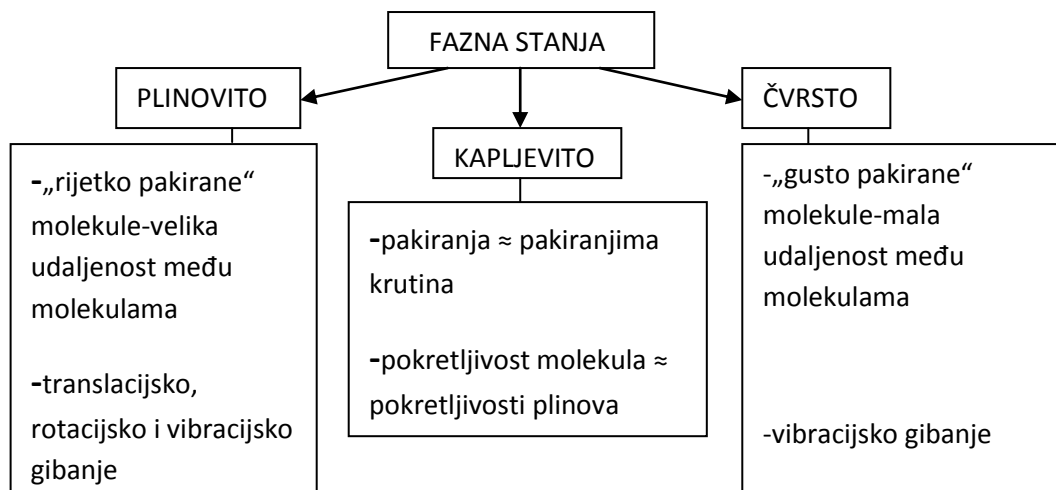 FAZNA STANJA
PLINOVITO
-„rijetko pakirane“
molekule-velika
udaljenost među
molekulama
-translacijsko,
rotacijsko i vibracijsko
gibanje
KAPLJEVITO
-pakiranja ≈ pakiranjima
krutina
-pokretljivost molekula ≈
pokretljivosti plinova
ČVRSTO
-„gusto pakirane“
molekule-mala
udaljenost među
molekulama
-vibracijsko gibanje